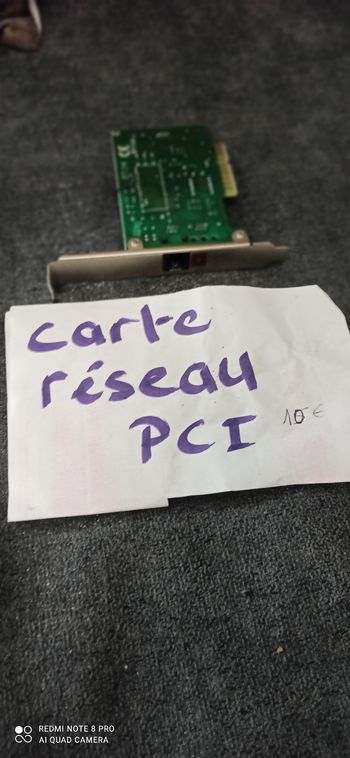 carte
réseau
PCI 10 €
REDMI NOTE 8 PRO
AI QUAD CAMERA